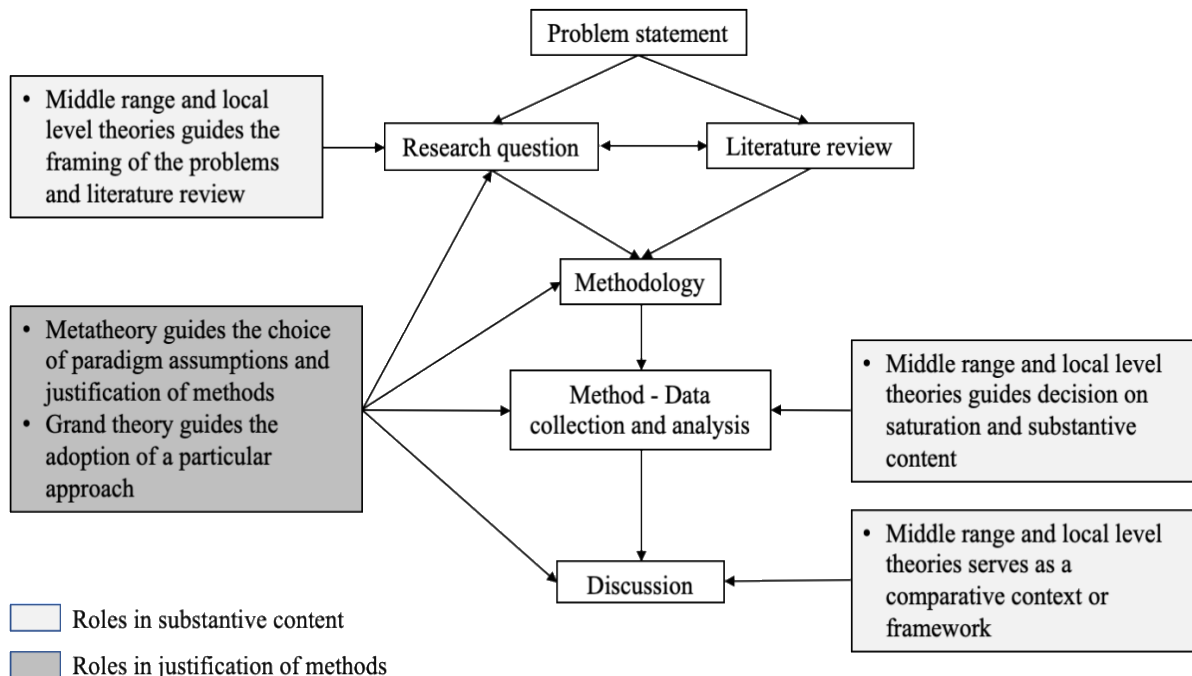 Problem statement
• Middle range and local
level theories guides the
framing of the problems
and literature review
Research question
Literature review
Methodology
• Metatheory guides the choice
of paradigm assumptions and
justification of methods
• Grand theory guides the
adoption of a particular
approach
Method - Data
collection and analysis
• Middle range and local level
theories guides decision on
saturation and substantive
content
Discussion
• Middle range and local level
theories serves as a
comparative context or
framework
Roles in substantive content
Roles in justification of methods